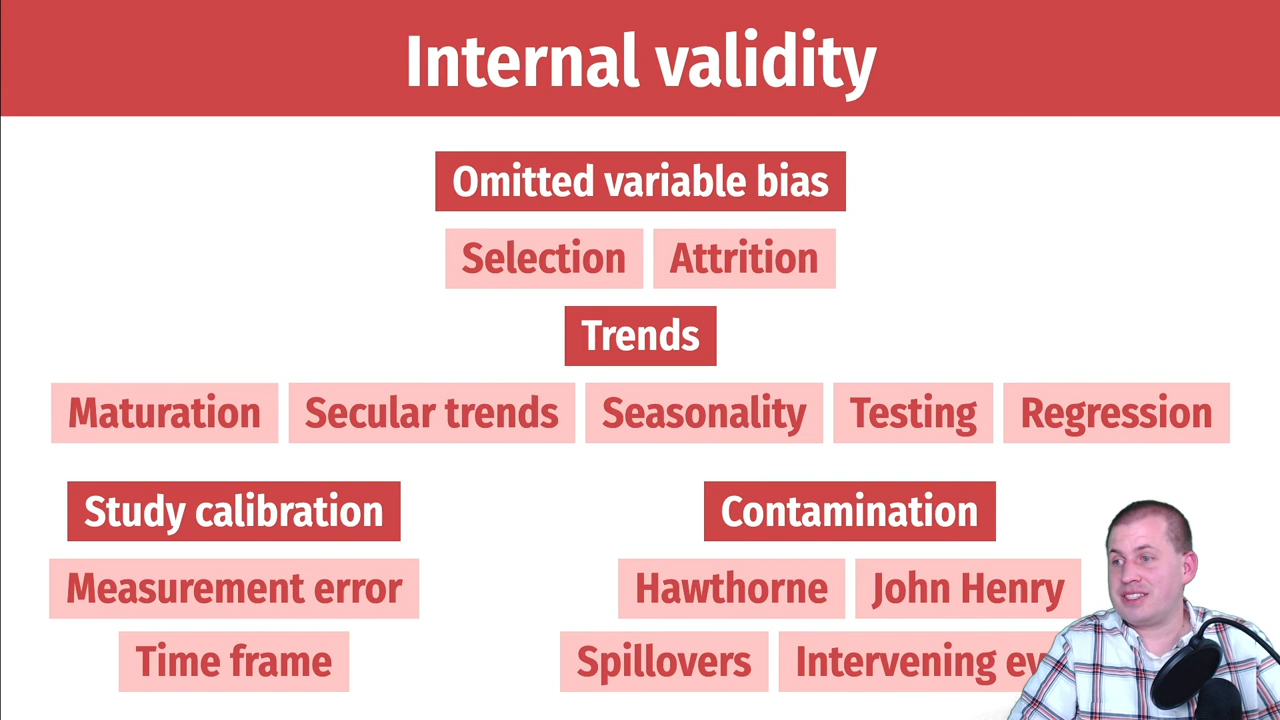 Internal validity
Omitted variable bias
Selection Attrition
Trends
Maturation Secular trends Seasonality Testing Regression
Study calibration Contamination
Measurement error Hawthorne John Henry
Time frame Spillovers Intervening